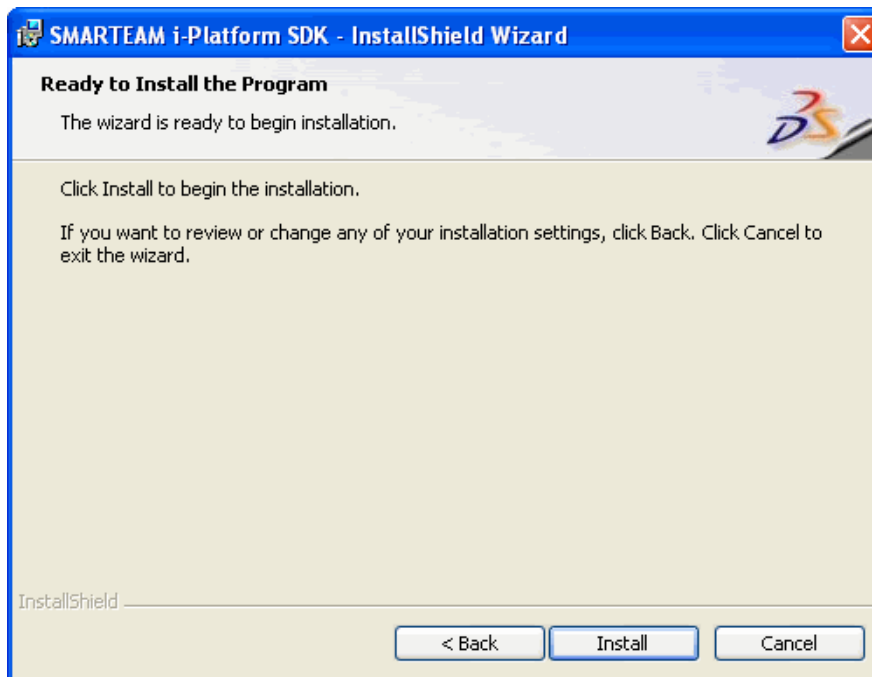 SMARTEAM i-Platform SDK - InstallShield Wizard
Ready to Install the Program
The wizard is ready to begin installation.
Click Install to begin the installation.
If you want to review or change any of your installation settings, click Back. Click Cancel to
exit the wizard.
InstallShield
< Back
Install
Cancel